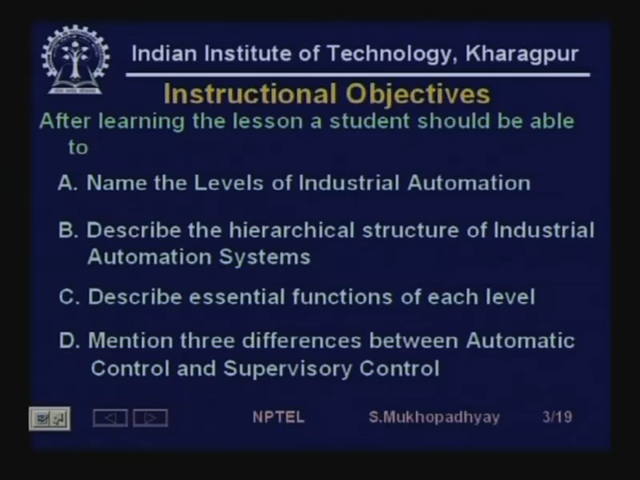 Indian Institute of Technology, Kharagpur
Instructional Objectives
After learning the lesson a student should be able
to
A. Name the Levels of Industrial Automation
B. Describe the hierarchical structure of Industrial
Automation Systems
C. Describe essential functions of each level
D. Mention three differences between Automatic
Control and Supervisory Control
NPTEL S.Mukhopadhyay 3/19